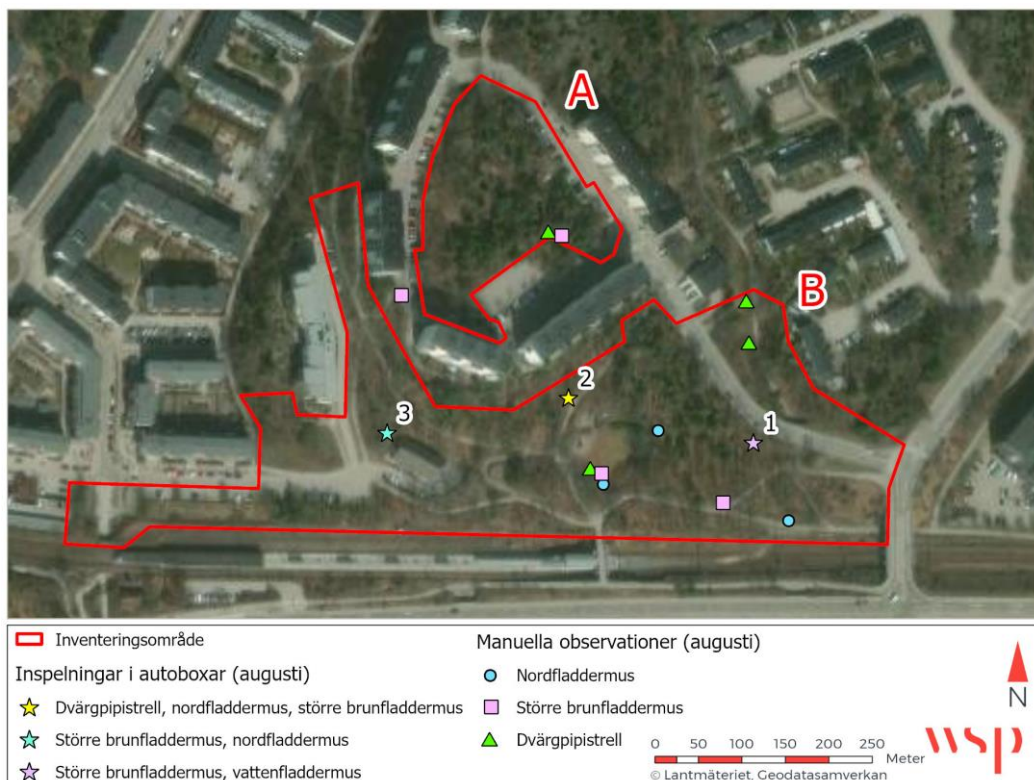 A
B
2
3
1
Inventeringsområde
Inspelningar i autoboxar (augusti)
Dvärgpipistrell, nordfladdermus, större brunfladdermus
Större brunfladdermus, nordfladdermus
Större brunfladdermus, vattenfladdermus
Manuella observationer (augusti)
Nordfladdermus
Större brunfladdermus
Dvärgpipistrell
N
wsp
0 50 100 150 200 250 Meter
© Lantmäteriet, Geodatasamverkan